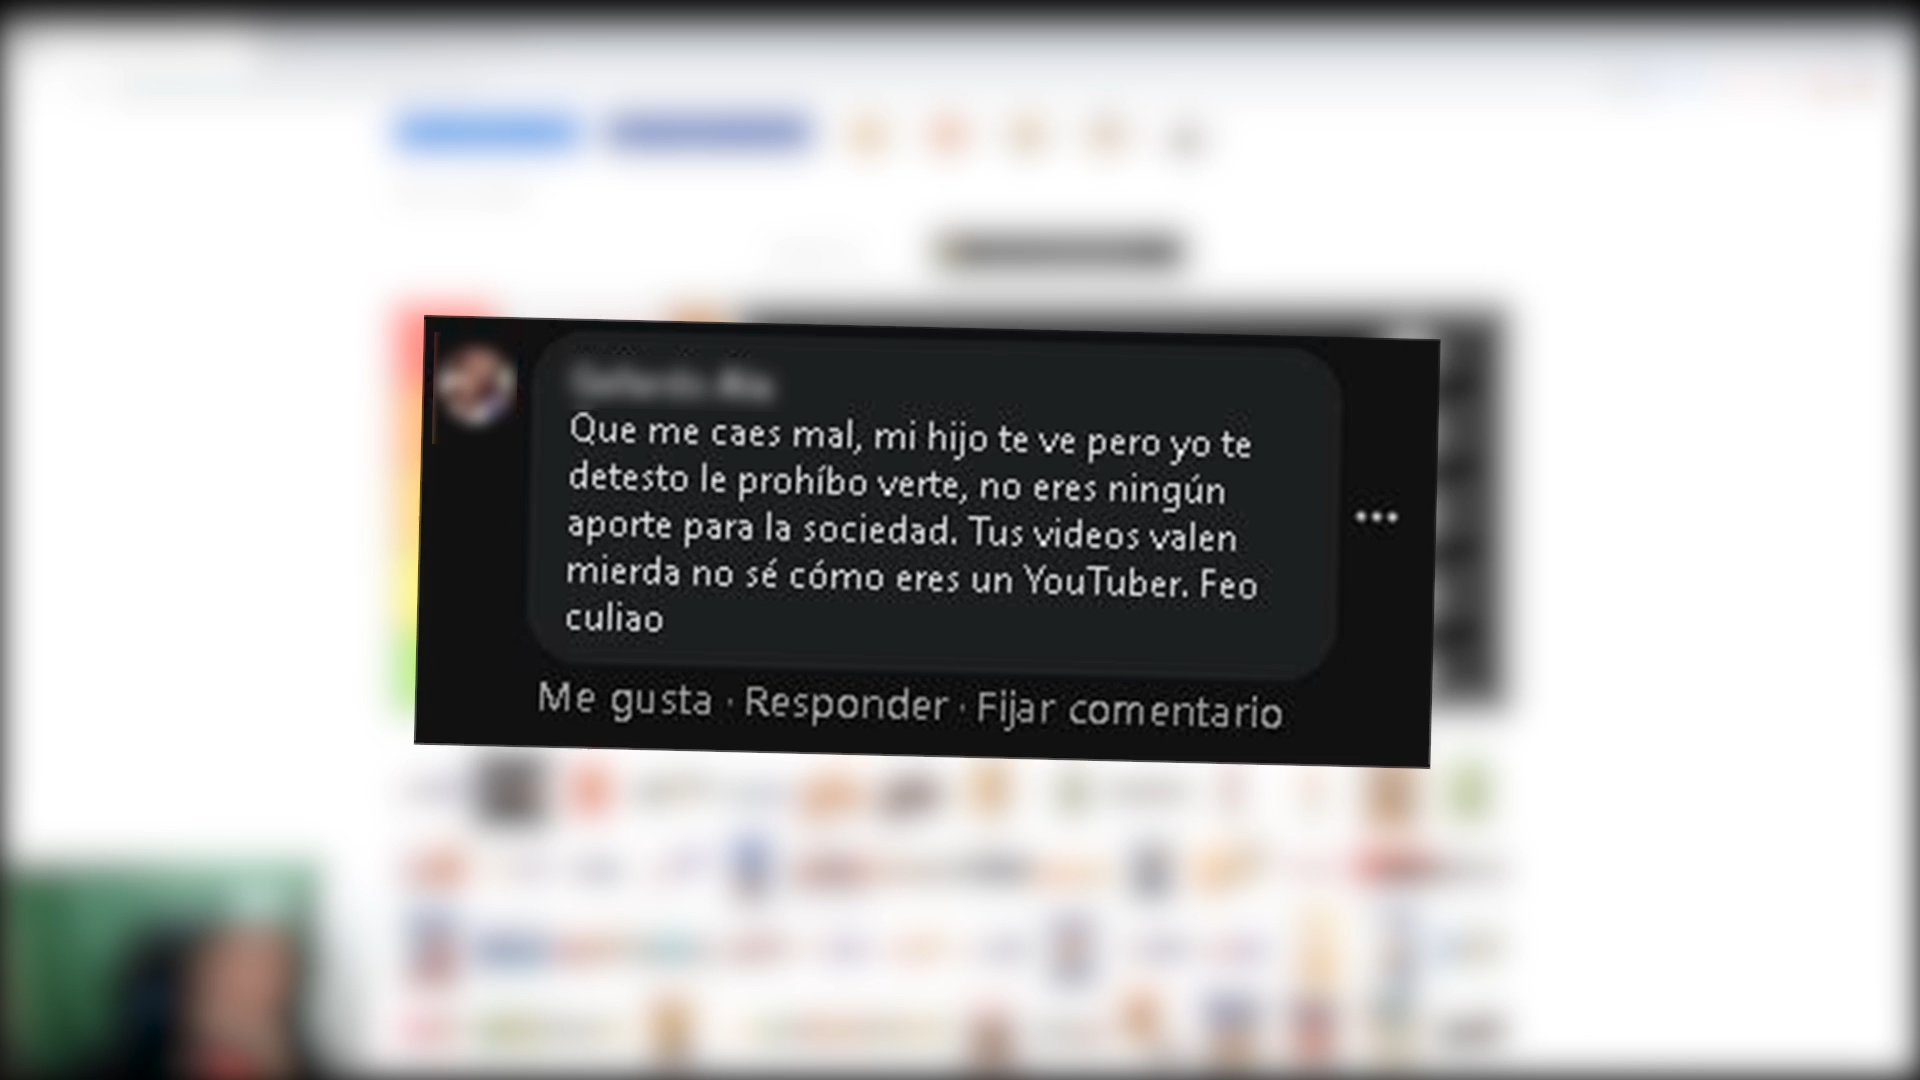 Que me caes mal, mi hijo te ve pero yo te
detesto le prohíbo verte, no eres ningún
aporte para la sociedad. Tus videos valen
mierda no sé cómo eres un YouTuber. Feo
culiao
Me gusta · Responder · Fijar comentario